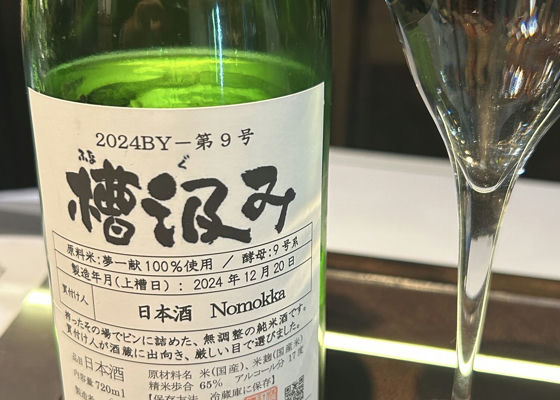 2024BY－第9号
ふな ぐ
槽汲み
原料米:夢一献100%使用 ／ 酵母:9号系
製造年月(上槽日) : 2024年12月20日
買付け人 日本酒 Nomokka
搾ったその場でビンに詰めた、無調整の純米酒です。
買付け人が酒蔵に出向き、厳しい目で選びました。
品目 日本酒 原材料名 米(国産)、米麹(国産米)
内容量 720ml 精米歩合 65% アルコール分 17度
【保存方法 冷蔵庫に保存】